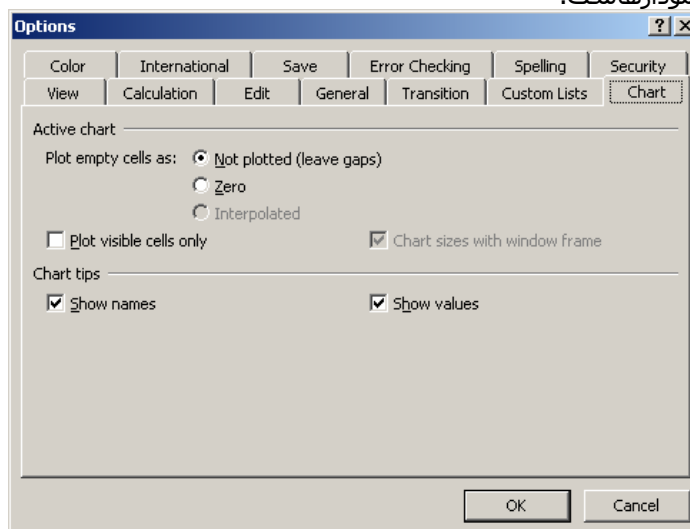 Options
Color International Save Error Checking Spelling Security
View Calculation Edit General Transition Custom Lists Chart
Active chart
Plot empty cells as: Not plotted (leave gaps)
Zero
Interpolated
Plot visible cells only Chart sizes with window frame
Chart tips
Show names Show values
OK Cancel